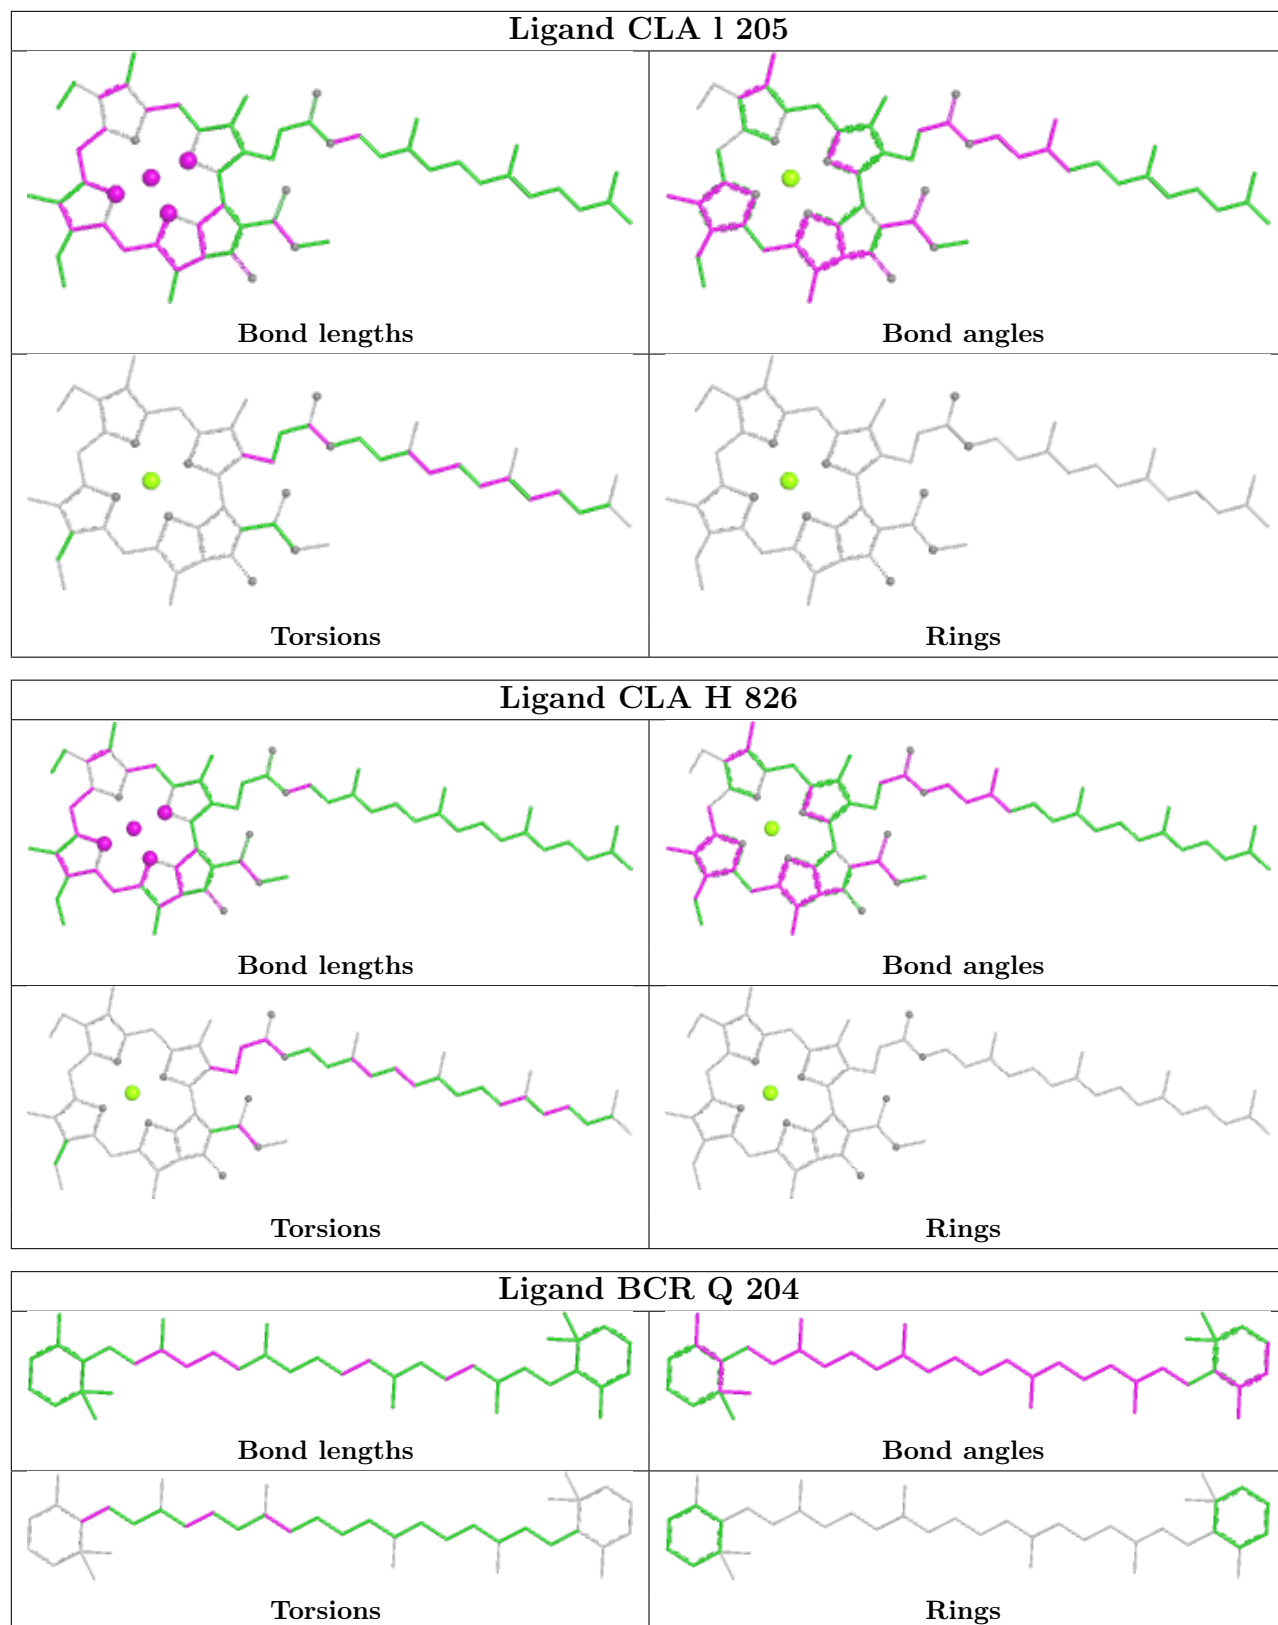 Ligand CLA l 205
Bond lengths
Bond angles
Torsions
Rings
Ligand CLA H 826
Bond lengths
Bond angles
Torsions
Rings
Ligand BCR Q 204
Bond lengths
Bond angles
Torsions
Rings